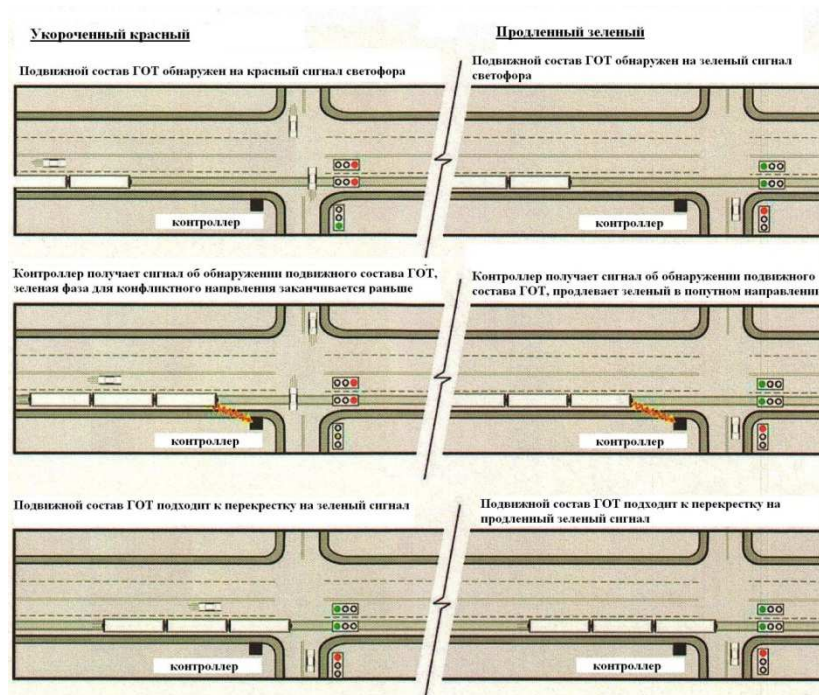 Укороченный красный
Продленный зеленый
Подвижной состав ГОТ обнаружен на красный сигнал светофора
Подвижной состав ГОТ обнаружен на зеленый сигнал
светофора
контроллер
контроллер
Контроллер получает сигнал об обнаружении подвижного состава ГОТ,
зеленая фаза для конфликтного напрвления заканчивается раньше
Контроллер получает сигнал об обнаружении подвижного
состава ГОТ, продлевает зеленый в попутном направлени
контроллер
контроллер
Подвижной состав ГОТ подходит к перекрестку на зеленый сигнал
Подвижной состав ГОТ подходит к перекрестку на
продленный зеленый сигнал
контроллер
контроллер